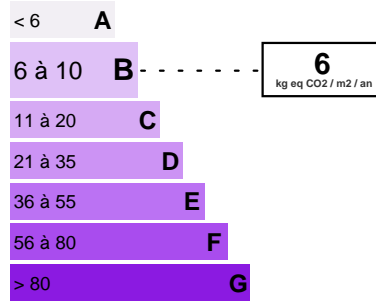 < 6 A
6 à 10 B
6
kg eq CO2 / m2 / an
11 à 20 C
21 à 35 D
36 à 55 E
56 à 80 F
> 80 G